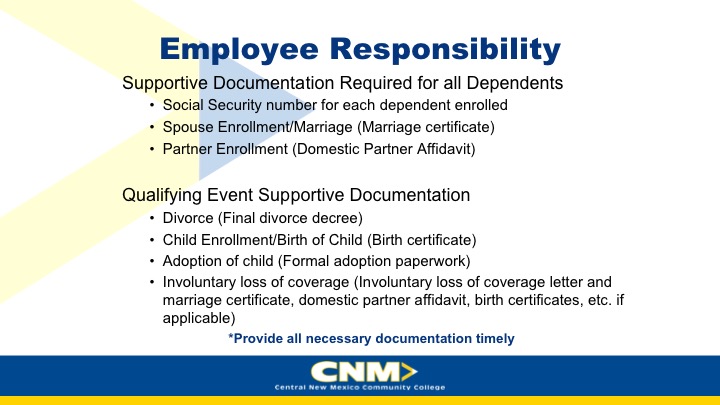 Employee Responsibility
Supportive Documentation Required for all Dependents
• Social Security number for each dependent enrolled
• Spouse Enrollment/Marriage (Marriage certificate)
• Partner Enrollment (Domestic Partner Affidavit)
Qualifying Event Supportive Documentation
• Divorce (Final divorce decree)
• Child Enrollment/Birth of Child (Birth certificate)
• Adoption of child (Formal adoption paperwork)
• Involuntary loss of coverage (Involuntary loss of coverage letter and
marriage certificate, domestic partner affidavit, birth certificates, etc. if
applicable)
*Provide all necessary documentation timely
CNM
Central New Mexico Community College